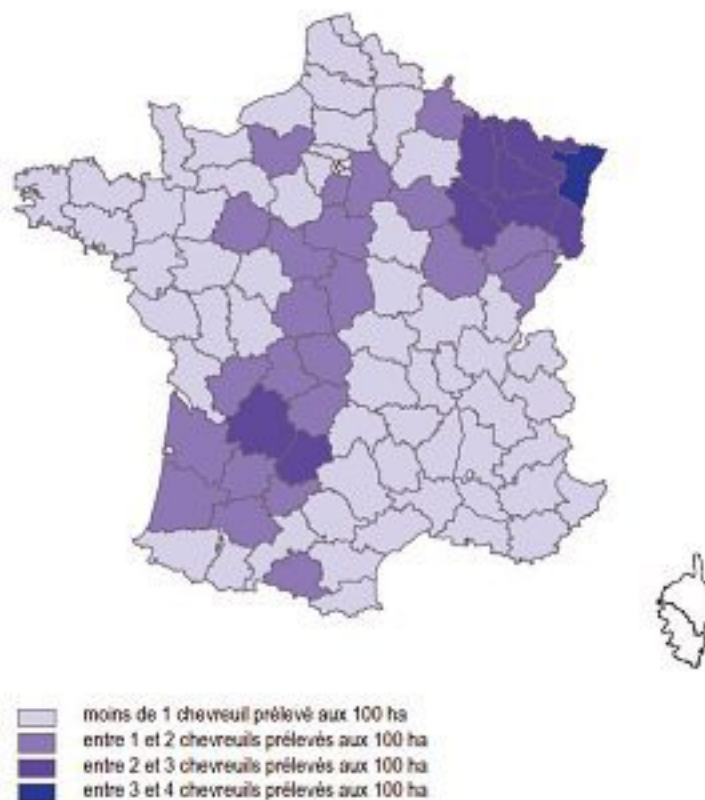 moins de 1 chevreuil prélevé aux 100 ha
entre 1 et 2 chevreuils prélevés aux 100 ha
entre 2 et 3 chevreuils prélevés aux 100 ha
entre 3 et 4 chevreuils prélevés aux 100 ha